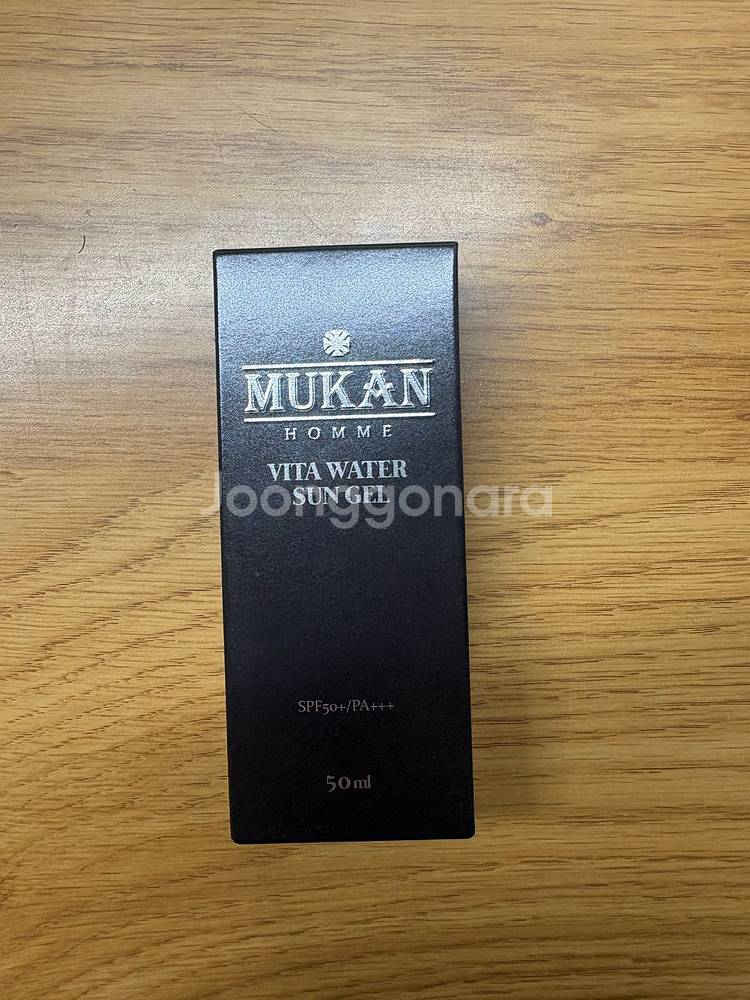 MUKAN
HOMME
VITA WATER
SUN GEL
Joonggonara
SPF50+/PA+++
50ml